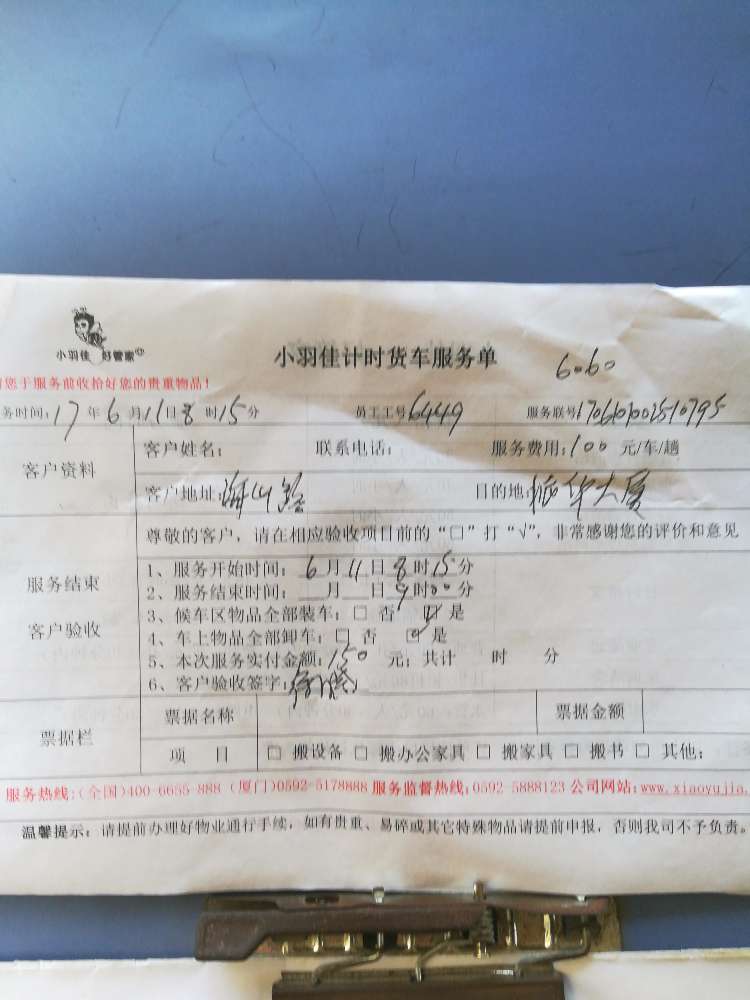 小羽佳 好管家
小羽佳计时货车服务单
6060
您于服务前收拾好您的贵重物品！
务时间：17 年 6 月 11 日 8 时 15 分 员工工号 6449 服务联号
客户资料
客户姓名： 联系电话： 服务费用：100 元/车/趟
客户地址：海山路 目的地：振华大厦
服务结束
客户验收
尊敬的客户，请在相应验收项目前的“口”打“√”，非常感谢您的评价和意见
1、服务开始时间：6 月 11 日 8 时 15 分
2、服务结束时间： 月 日 9 时 00 分
3、候车区物品全部装车：□ 否 ☑ 是
4、车上物品全部卸车：□ 否 ☑ 是
5、本次服务实付金额：150 元；共计 时 分
6、客户验收签字：
票据栏
票据名称 票据金额
项 目 □ 搬设备 □ 搬办公家具 □ 搬家具 □ 搬书 □ 其他：
服务热线：（全国）400-6655-888（厦门）0592-5178888 服务监督热线：0592-5888123 公司网站：www.xiaoyujia.
温馨提示：请提前办理好物业通行手续，如有贵重、易碎或其它特殊物品请提前申报，否则我司不予负责。